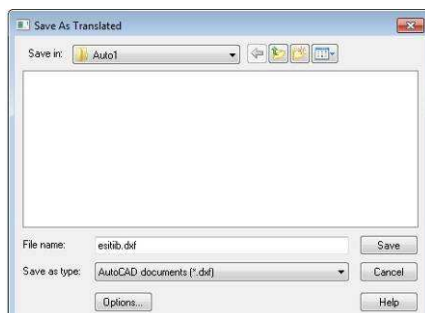 Save As Translated
Save in: Auto1
File name: esitiib.dxf Save
Save as type: AutoCAD documents (*.dxf) Cancel
Options... Help